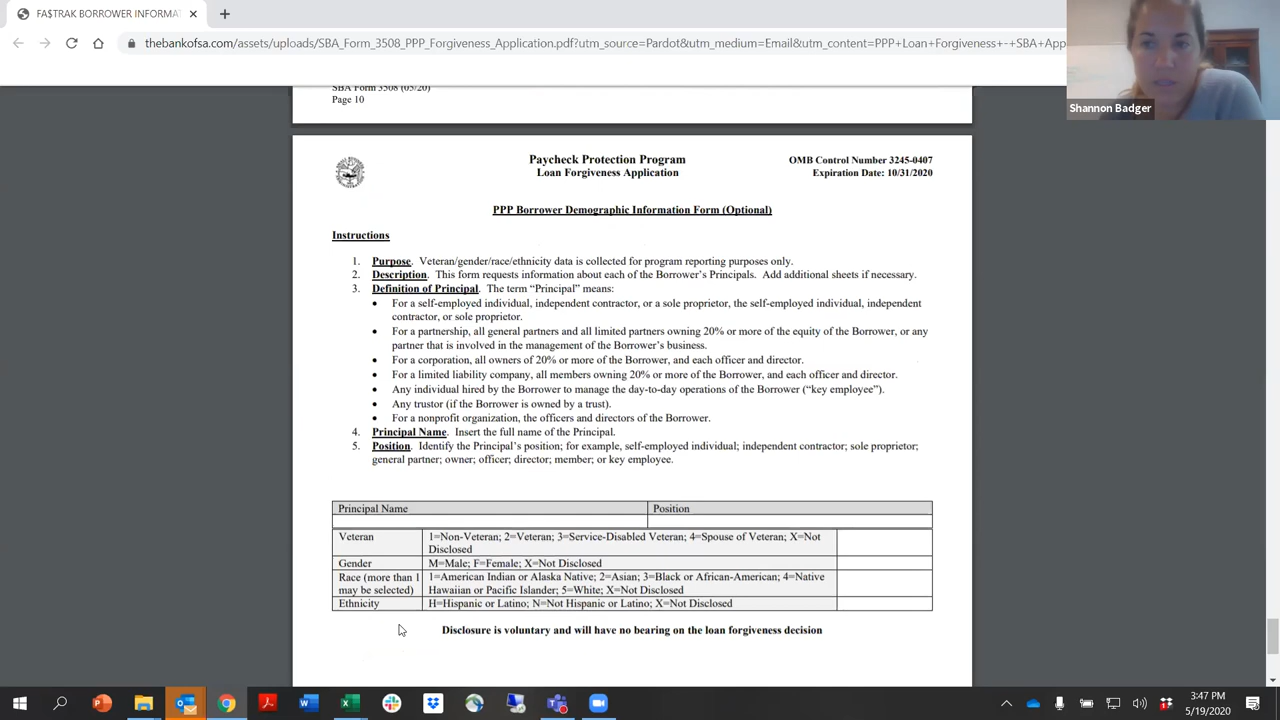 FA$TRAK BORROWER INFORMAT
thebankofsa.com/assets/uploads/SBA_Form_3508_PPP_Forgiveness_Application.pdf?utm_source=Pardot&utm_medium=Email&utm_content=PPP+Loan+Forgiveness+-+SBA+App
Shannon Badger
SBA Form 3508 (05/20)
Page 10
Paycheck Protection Program
Loan Forgiveness Application
OMB Control Number 3245-0407
Expiration Date: 10/31/2020
PPP Borrower Demographic Information Form (Optional)
Instructions
1. Purpose. Veteran/gender/race/ethnicity data is collected for program reporting purposes only.
2. Description. This form requests information about each of the Borrower's Principals. Add additional sheets if necessary.
3. Definition of Principal. The term "Principal" means:
• For a self-employed individual, independent contractor, or a sole proprietor, the self-employed individual, independent
contractor, or sole proprietor.
• For a partnership, all general partners and all limited partners owning 20% or more of the equity of the Borrower, or any
partner that is involved in the management of the Borrower's business.
• For a corporation, all owners of 20% or more of the Borrower, and each officer and director.
• For a limited liability company, all members owning 20% or more of the Borrower, and each officer and director.
• Any individual hired by the Borrower to manage the day-to-day operations of the Borrower ("key employee").
• Any trustor (if the Borrower is owned by a trust).
• For a nonprofit organization, the officers and directors of the Borrower.
4. Principal Name. Insert the full name of the Principal.
5. Position. Identify the Principal's position; for example, self-employed individual; independent contractor; sole proprietor;
general partner; owner; officer; director; member; or key employee.
Principal Name
Position
Veteran
1=Non-Veteran; 2=Veteran; 3=Service-Disabled Veteran; 4=Spouse of Veteran; X=Not
Disclosed
Gender
M=Male; F=Female; X=Not Disclosed
Race (more than 1
may be selected)
1=American Indian or Alaska Native; 2=Asian; 3=Black or African-American; 4=Native
Hawaiian or Pacific Islander; 5=White; X=Not Disclosed
Ethnicity
H=Hispanic or Latino; N=Not Hispanic or Latino; X=Not Disclosed
Disclosure is voluntary and will have no bearing on the loan forgiveness decision
3:47 PM
5/19/2020